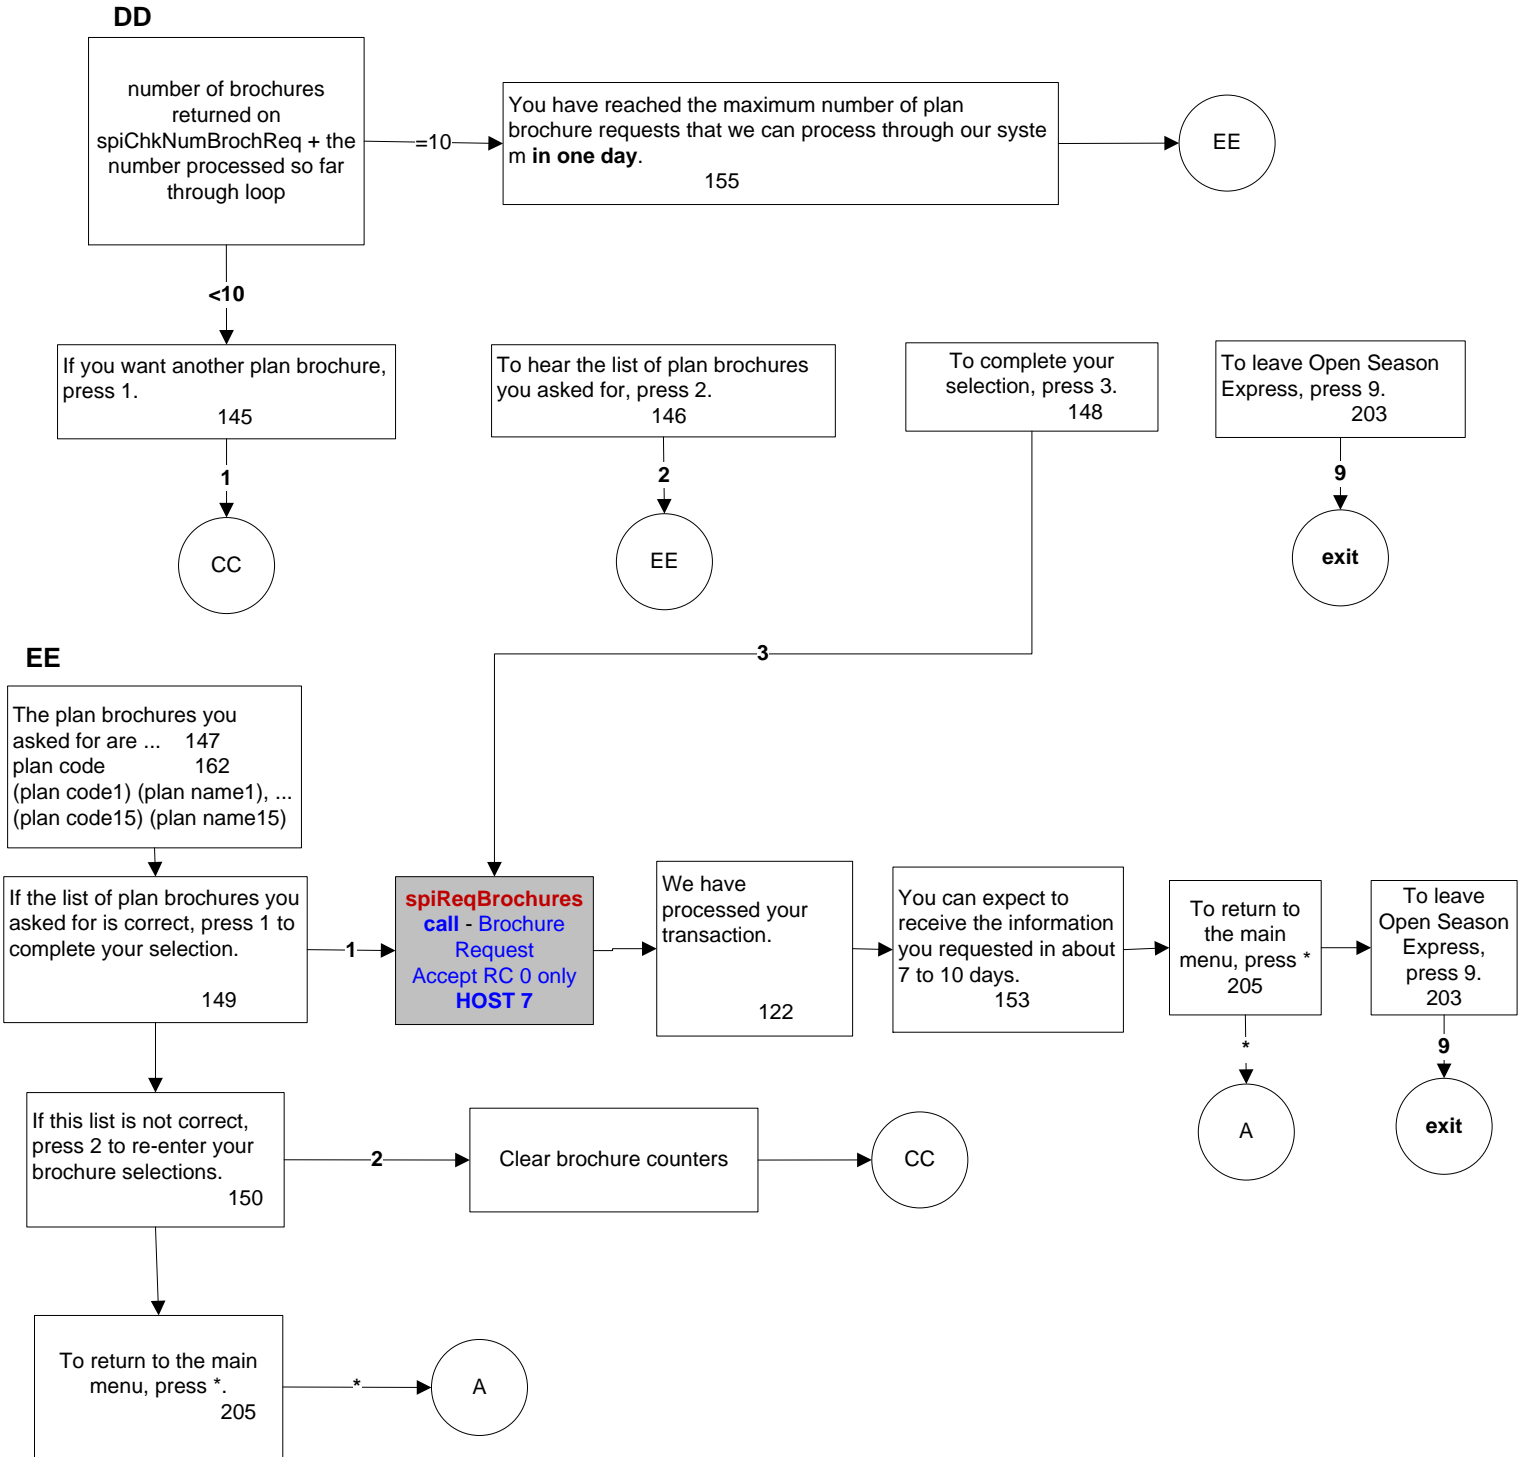 DD
number of brochures
returned on
spiChkNumBrochReq + the
number processed so far
through loop
=10
You have reached the maximum number of plan
brochure requests that we can process through our syste
m in one day.
155
EE
<10
If you want another plan brochure,
press 1.
145
1
CC
To hear the list of plan brochures
you asked for, press 2.
146
2
EE
To complete your
selection, press 3.
148
3
To leave Open Season
Express, press 9.
203
9
exit
EE
The plan brochures you
asked for are ... 147
plan code 162
(plan code1) (plan name1), ...
(plan code15) (plan name15)
If the list of plan brochures you
asked for is correct, press 1 to
complete your selection.
149
1
spiReqBrochures
call - Brochure
Request
Accept RC 0 only
HOST 7
We have
processed your
transaction.
122
You can expect to
receive the information
you requested in about
7 to 10 days.
153
To return to
the main
menu, press *
205
*
A
To leave
Open Season
Express,
press 9.
203
9
exit
If this list is not correct,
press 2 to re-enter your
brochure selections.
150
2
Clear brochure counters
CC
To return to the main
menu, press *.
205
*
A